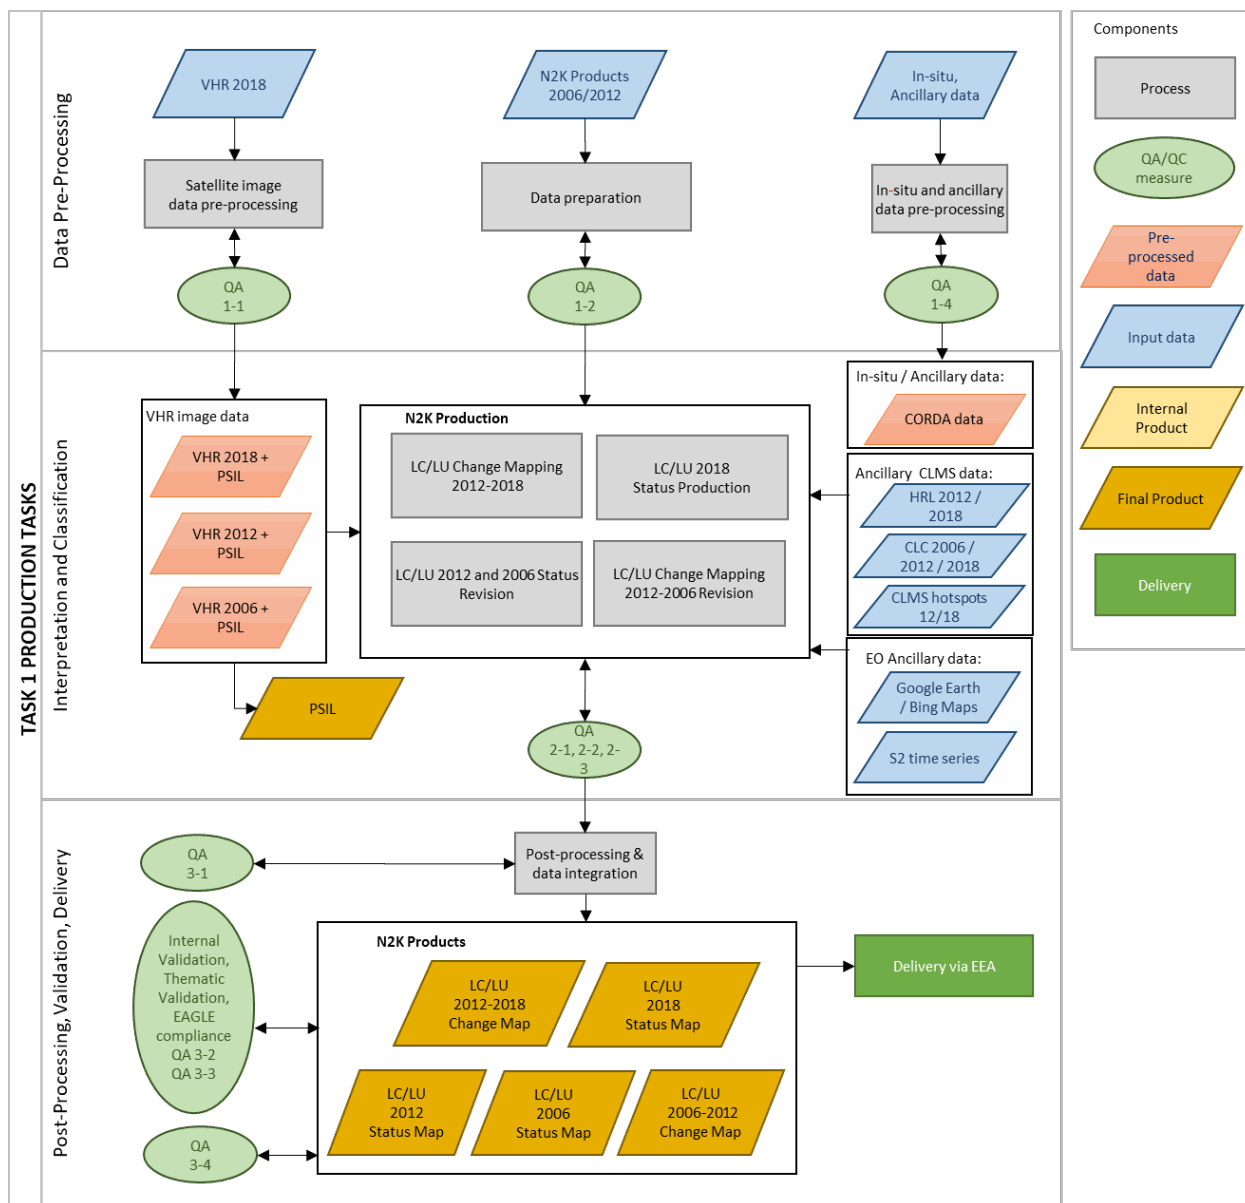 TASK 1 PRODUCTION TASKS
Data Pre-Processing
VHR 2018
N2K Products
2006/2012
In-situ,
Ancillary data
Satellite image
data pre-processing
Data preparation
In-situ and ancillary
data pre-processing
QA
1-1
QA
1-2
QA
1-4
Interpretation and Classification
VHR image data
VHR 2018 +
PSIL
VHR 2012 +
PSIL
VHR 2006 +
PSIL
PSIL
N2K Production
LC/LU Change Mapping
2012-2018
LC/LU 2018
Status Production
LC/LU 2012 and 2006 Status
Revision
LC/LU Change Mapping
2012-2006 Revision
QA
2-1, 2-2, 2-
3
In-situ / Ancillary data:
CORDA data
Ancillary CLMS data:
HRL 2012 /
2018
CLC 2006 /
2012 / 2018
CLMS hotspots
12/18
EO Ancillary data:
Google Earth
/ Bing Maps
S2 time series
Post-Processing, Validation, Delivery
QA
3-1
Post-processing &
data integration
Internal
Validation,
Thematic
Validation,
EAGLE
compliance
QA 3-2
QA 3-3
QA
3-4
N2K Products
LC/LU
2012-2018
Change Map
LC/LU
2018
Status Map
LC/LU
2012
Status Map
LC/LU
2006
Status Map
LC/LU
2006-2012
Change Map
Delivery via EEA
Components
Process
QA/QC
measure
Pre-
processed
data
Input data
Internal
Product
Final Product
Delivery